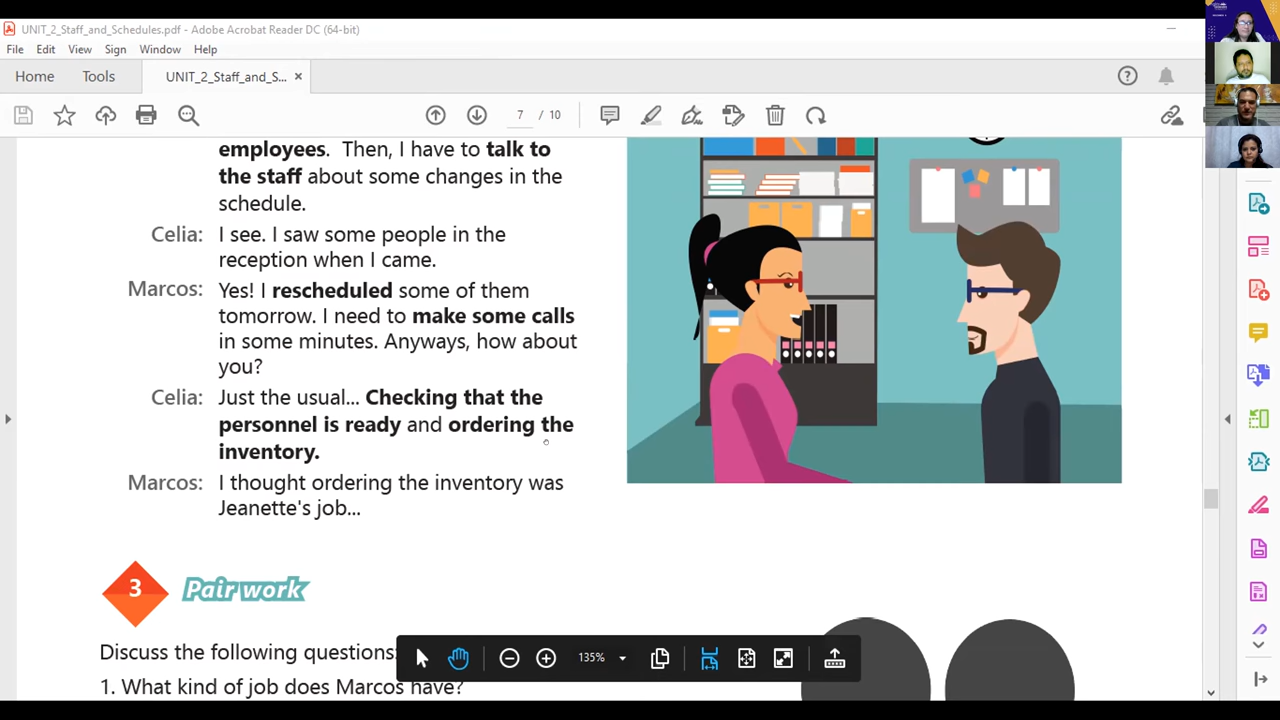 UNIT_2_Staff_and_Schedules.pdf - Adobe Acrobat Reader DC (64-bit)
File Edit View Sign Window Help
Home Tools UNIT_2_Staff_and_S... ×
7 / 10
employees. Then, I have to talk to
the staff about some changes in the
schedule.
Celia: I see. I saw some people in the
reception when I came.
Marcos: Yes! I rescheduled some of them
tomorrow. I need to make some calls
in some minutes. Anyways, how about
you?
Celia: Just the usual... Checking that the
personnel is ready and ordering the
inventory.
Marcos: I thought ordering the inventory was
Jeanette's job...
3 Pair work
Discuss the following questions:
135%
1. What kind of job does Marcos have?